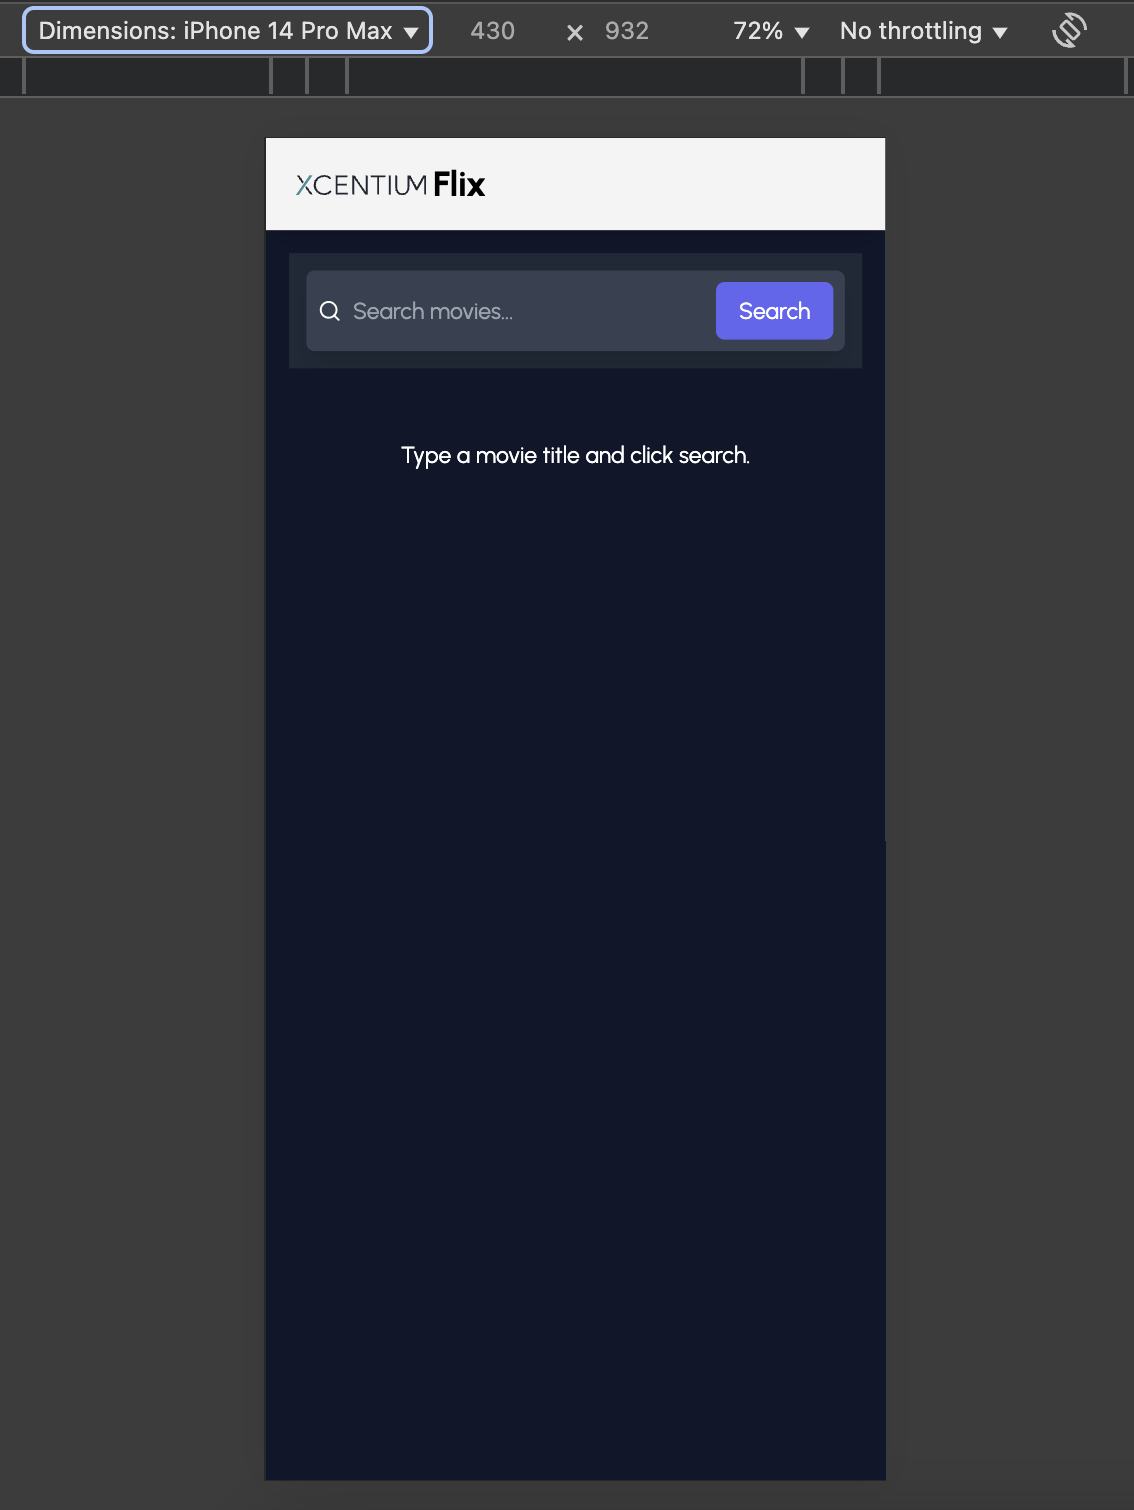 Dimensions: iPhone 14 Pro Max ▼ 430 × 932 72% ▼ No throttling ▼
XCENTIUM Flix
Search movies... Search
Type a movie title and click search.